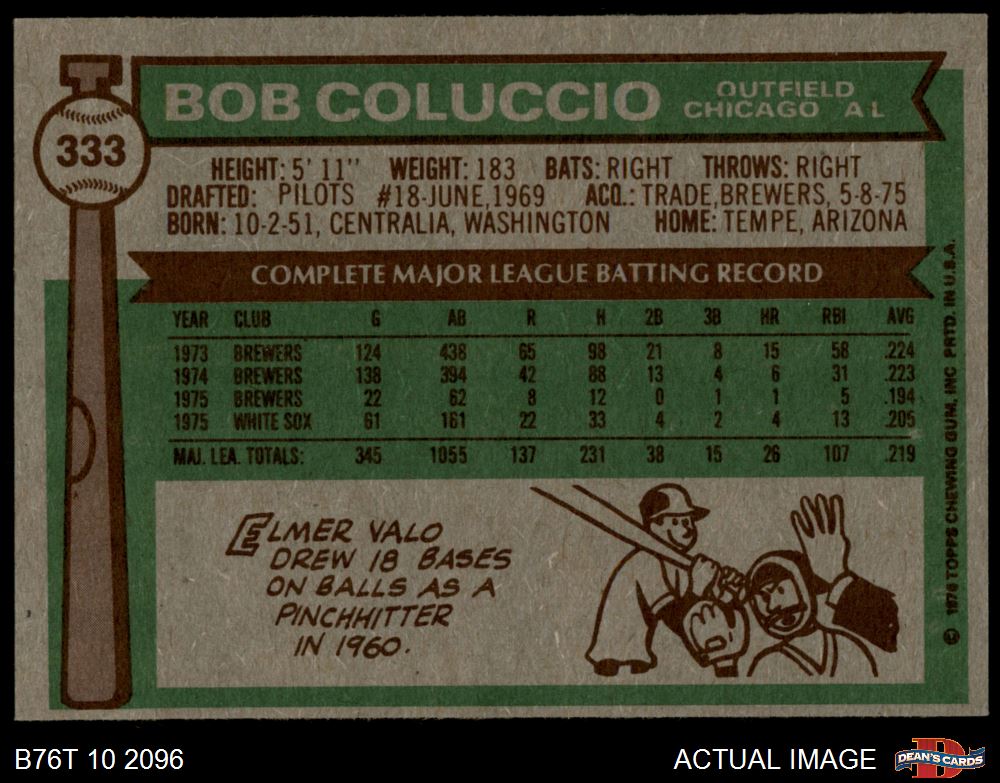 BOB COLUCCIO
OUTFIELD
CHICAGO A L
333
HEIGHT: 5' 11" WEIGHT: 183 BATS: RIGHT THROWS: RIGHT
DRAFTED: PILOTS #18-JUNE,1969 ACQ.: TRADE,BREWERS, 5-8-75
BORN: 10-2-51, CENTRALIA, WASHINGTON HOME: TEMPE, ARIZONA
COMPLETE MAJOR LEAGUE BATTING RECORD
YEAR CLUB G AB R H 2B 3B HR RBI AVG
1973 BREWERS 124 438 65 98 21 8 15 58 .224
1974 BREWERS 138 394 42 88 13 4 6 31 .223
1975 BREWERS 22 62 8 12 0 1 1 5 .194
1975 WHITE SOX 61 161 22 33 4 2 4 13 .205
MAJ. LEA. TOTALS: 345 1055 137 231 38 15 26 107 .219
ELMER VALO
DREW 18 BASES
ON BALLS AS A
PINCHHITTER
IN 1960.
© 1976 TOPPS CHEWING GUM, INC PRTD. IN U.S.A.
B76T 10 2096
ACTUAL IMAGE
D
DEAN'S CARDS